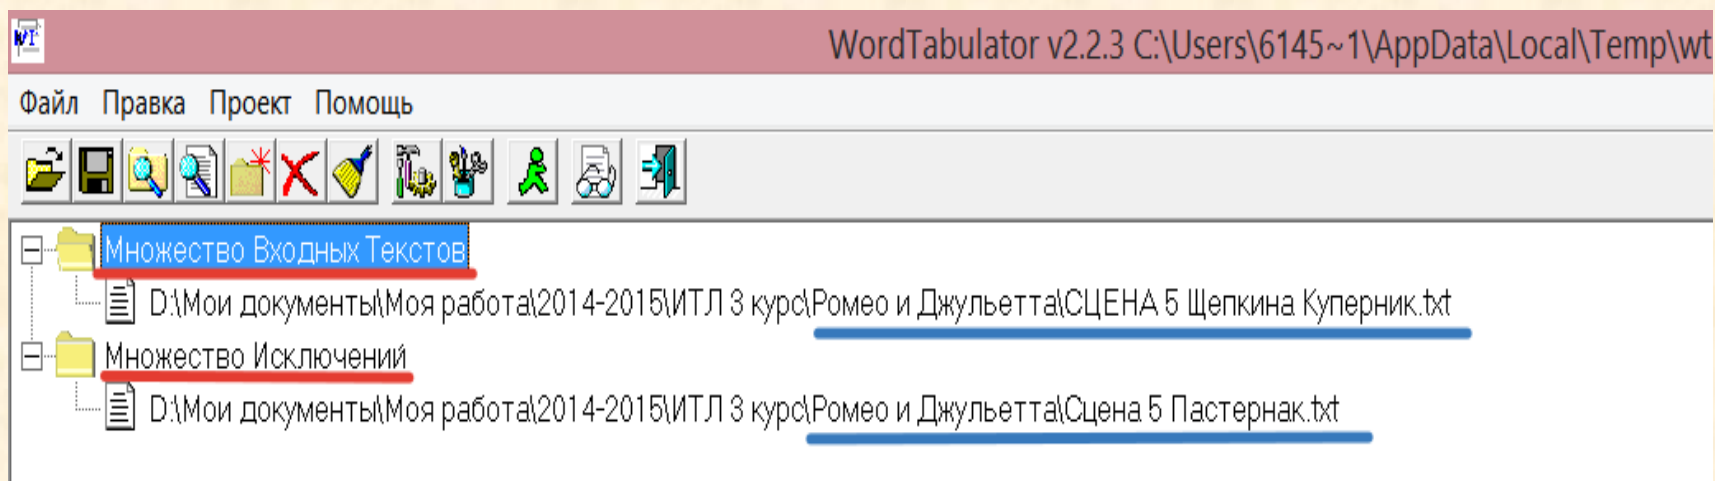 WordTabulator v2.2.3 C:\Users\6145~1\AppData\Local\Temp\wt
Файл Правка Проект Помощь
Множество Входных Текстов
D:\Мои документы\Моя работа\2014-2015\ИТЛ 3 курс\Ромео и Джульетта\СЦЕНА 5 Щепкина Куперник.txt
Множество Исключений
D:\Мои документы\Моя работа\2014-2015\ИТЛ 3 курс\Ромео и Джульетта\Сцена 5 Пастернак.txt